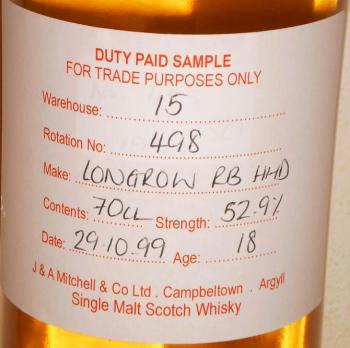 DUTY PAID SAMPLE
FOR TRADE PURPOSES ONLY
Warehouse: 15
Rotation No: 498
Make: LONGROW RB HHD
Contents: 70CL Strength: 52.9%
Date: 29.10.99 Age: 18
J & A Mitchell & Co Ltd . Campbeltown . Argyll
Single Malt Scotch Whisky